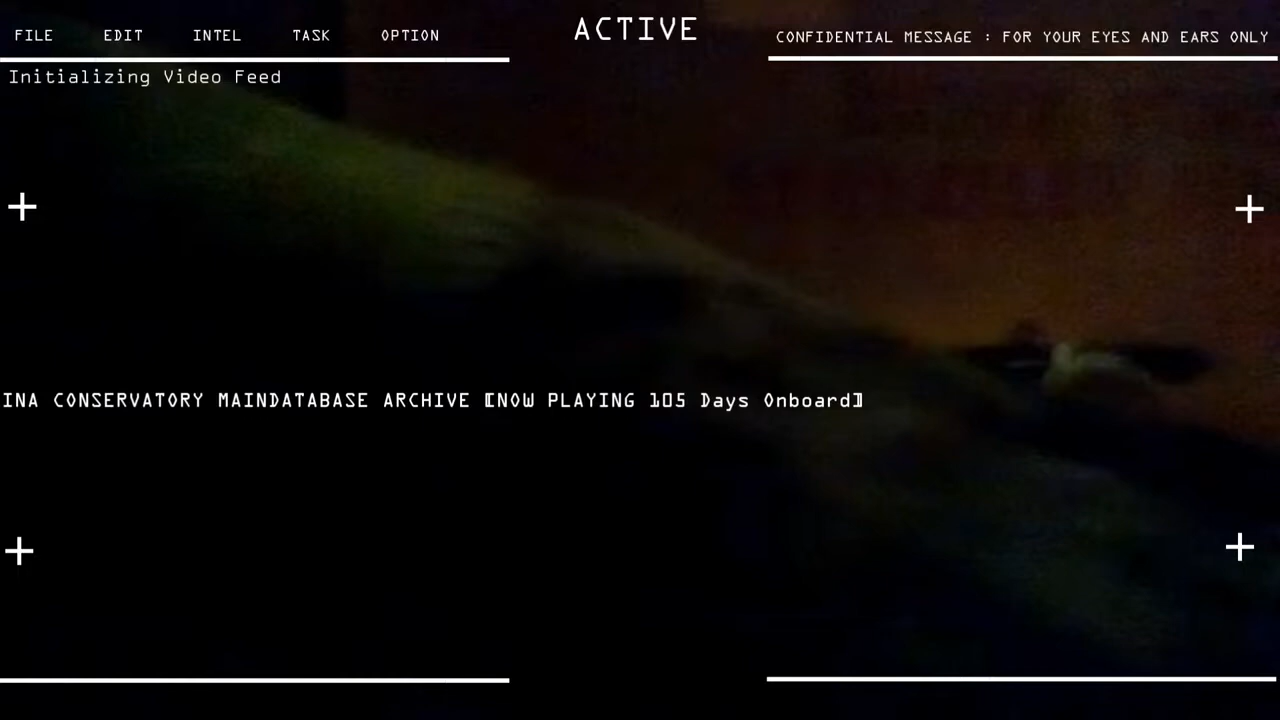 FILE EDIT INTEL TASK OPTION
ACTIVE
CONFIDENTIAL MESSAGE : FOR YOUR EYES AND EARS ONLY
Initializing Video Feed
INA CONSERVATORY MAINDATABASE ARCHIVE [NOW PLAYING 105 Days Onboard]